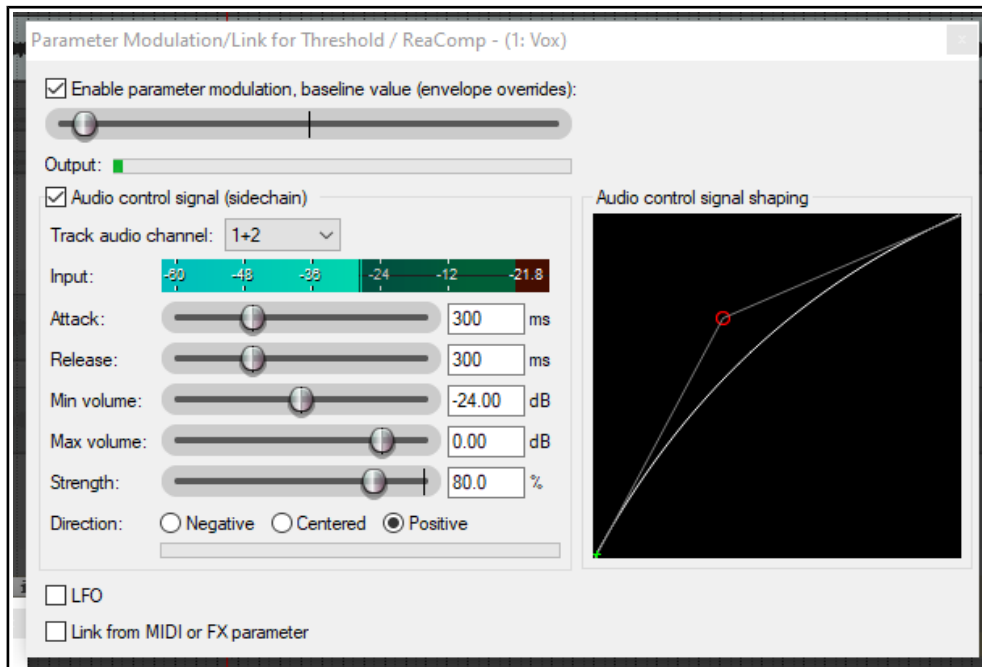 Parameter Modulation/Link for Threshold / ReaComp - (1: Vox)
x
Enable parameter modulation, baseline value (envelope overrides):
Output:
Audio control signal (sidechain)
Audio control signal shaping
Track audio channel: 1+2
Input: -60 -48 -36 -24 -12 -21.8
Attack: 300 ms
Release: 300 ms
Min volume: -24.00 dB
Max volume: 0.00 dB
Strength: 80.0 %
Direction: Negative Centered Positive
LFO
Link from MIDI or FX parameter